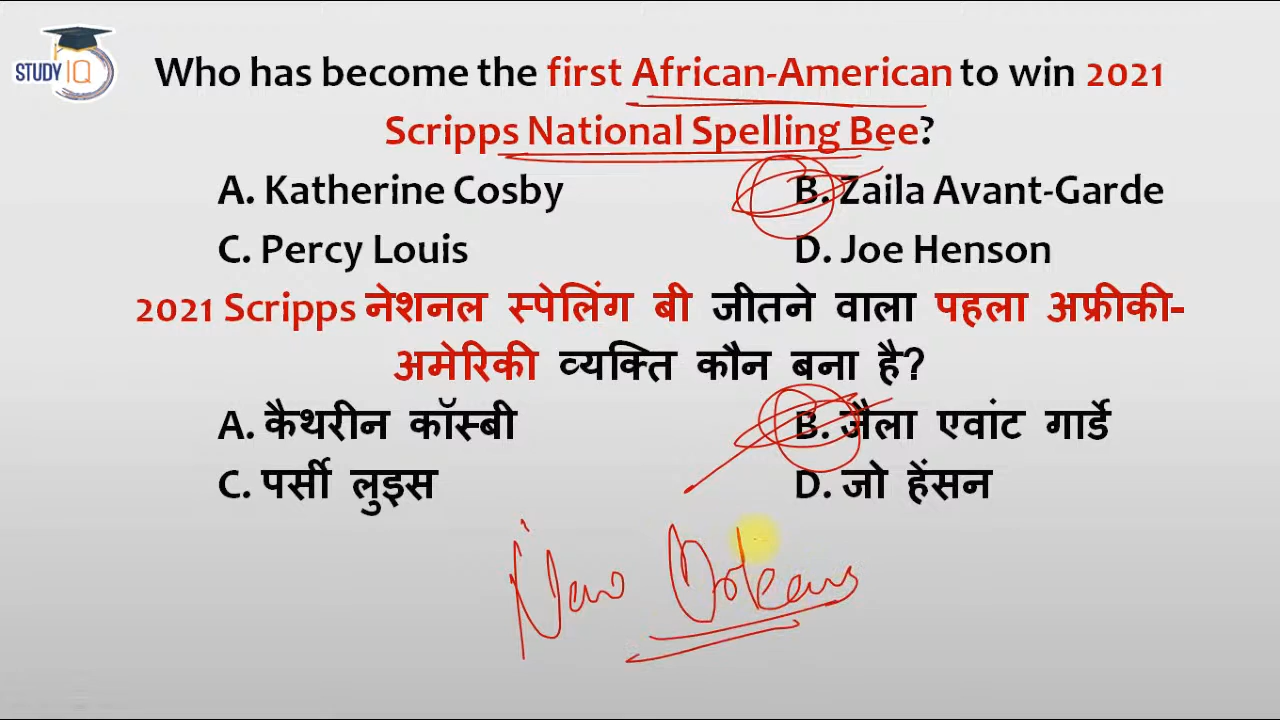 STUDY IQ
Who has become the first African-American to win 2021
Scripps National Spelling Bee?
A. Katherine Cosby B. Zaila Avant-Garde
C. Percy Louis D. Joe Henson
2021 Scripps नेशनल स्पेलिंग बी जीतने वाला पहला अफ्रीकी-
अमेरिकी व्यक्ति कौन बना है?
A. कैथरीन कॉस्बी B. जैला एवांट गार्डे
C. पर्सी लुइस D. जो हेंसन
New Orleans